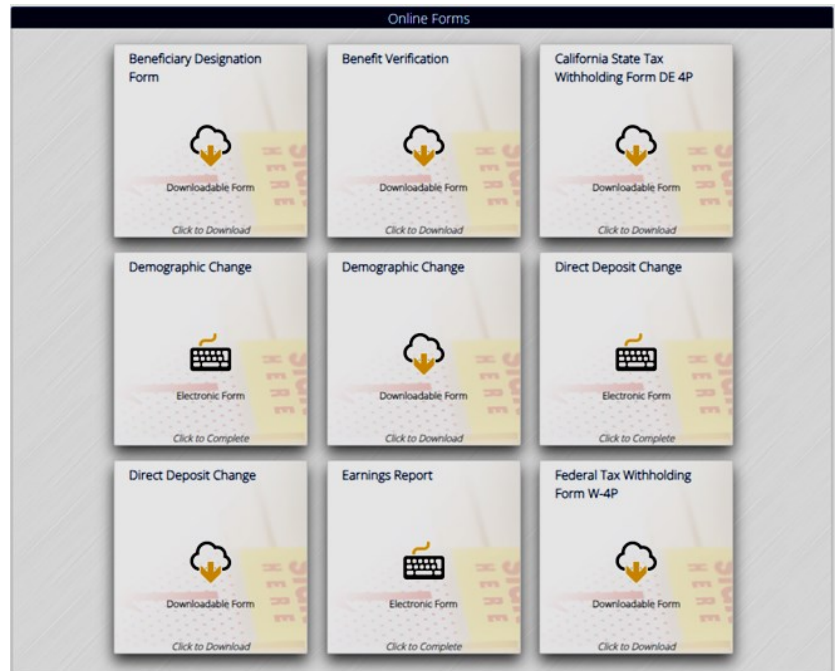 Online Forms
Beneficiary Designation
Form
Downloadable Form
Click to Download
Benefit Verification
Downloadable Form
Click to Download
California State Tax
Withholding Form DE 4P
Downloadable Form
Click to Download
Demographic Change
Electronic Form
Click to Complete
Demographic Change
Downloadable Form
Click to Download
Direct Deposit Change
Electronic Form
Click to Complete
Direct Deposit Change
Downloadable Form
Click to Download
Earnings Report
Electronic Form
Click to Complete
Federal Tax Withholding
Form W-4P
Downloadable Form
Click to Download